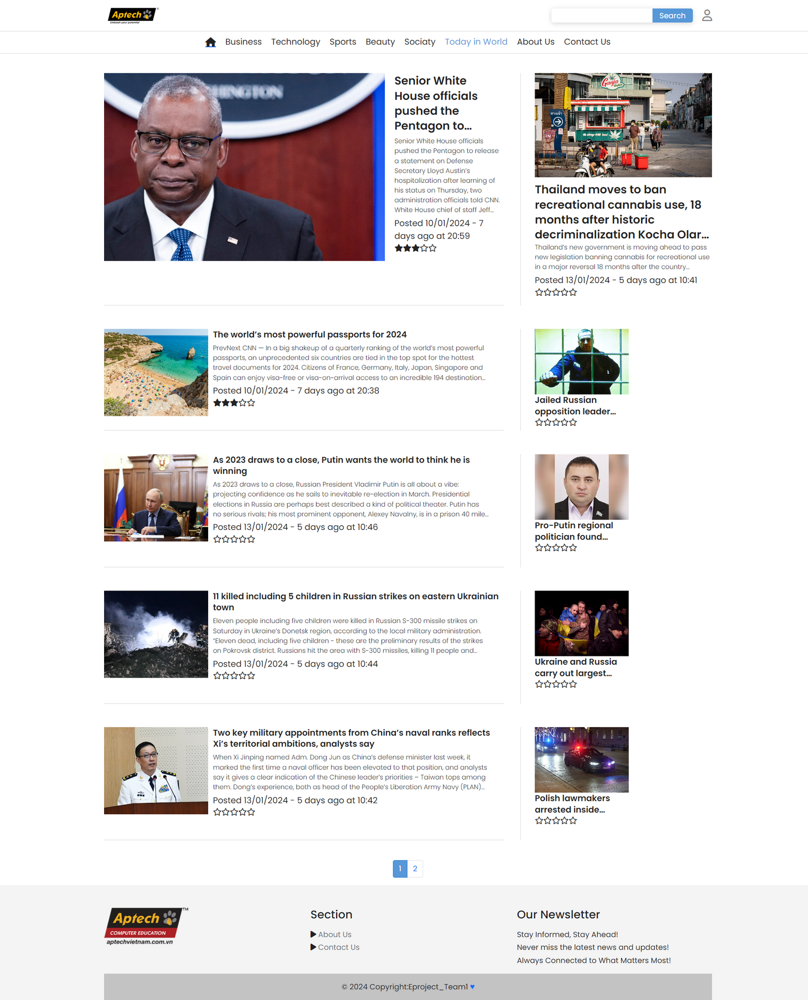 Aptech
Unleash your potential
Search
Business Technology Sports Beauty Sociaty Today in World About Us Contact Us
Senior White
House officials
pushed the
Pentagon to...
Senior White House officials
pushed the Pentagon to release
a statement on Defense
Secretary Lloyd Austin's
hospitalization after learning of
his status on Thursday, two
administration officials told CNN.
White House chief of staff Jeff...
Posted 10/01/2024 - 7
days ago at 20:59
Ganja
IN
Thailand moves to ban
recreational cannabis use, 18
months after historic
decriminalization Kocha Olar...
Thailand's new government is moving ahead to pass
new legislation banning cannabis for recreational use
in a major reversal 18 months after the country...
Posted 13/01/2024 - 5 days ago at 10:41
The world's most powerful passports for 2024
PrevNext CNN — In a big shakeup of a quarterly ranking of the world's most powerful
passports, an unprecedented six countries are tied in the top spot for the hottest
travel documents for 2024. Citizens of France, Germany, Italy, Japan, Singapore and
Spain can enjoy visa-free or visa-on-arrival access to an incredible 194 destination...
Posted 10/01/2024 - 7 days ago at 20:38
Jailed Russian
opposition leader...
As 2023 draws to a close, Putin wants the world to think he is
winning
As 2023 draws to a close, Russian President Vladimir Putin is all about a vibe:
projecting confidence as he sails to inevitable re-election in March. Presidential
elections in Russia are perhaps best described a kind of political theater. Putin has
no serious rivals; his most prominent opponent, Alexey Navalny, is in a prison 40 mile...
Posted 13/01/2024 - 5 days ago at 10:46
Pro-Putin regional
politician found...
11 killed including 5 children in Russian strikes on eastern Ukrainian
town
Eleven people including five children were killed in Russian S-300 missile strikes on
Saturday in Ukraine's Donetsk region, according to the local military administration.
“Eleven dead, including five children - these are the preliminary results of the strikes
on Pokrovsk district. Russians hit the area with S-300 missiles, killing 11 people and...
Posted 13/01/2024 - 5 days ago at 10:44
Ukraine and Russia
carry out largest...
Two key military appointments from China's naval ranks reflects
Xi's territorial ambitions, analysts say
When Xi Jinping named Adm. Dong Jun as China's defense minister last week, it
marked the first time a naval officer has been elevated to that position, and analysts
say it gives a clear indication of the Chinese leader's priorities – Taiwan tops among
them. Dong's experience, both as head of the People's Liberation Army Navy (PLAN)...
Posted 13/01/2024 - 5 days ago at 10:42
Polish lawmakers
arrested inside...
1 2
Aptech TM
COMPUTER EDUCATION
aptechvietnam.com.vn
Section
About Us
Contact Us
Our Newsletter
Stay Informed, Stay Ahead!
Never miss the latest news and updates!
Always Connected to What Matters Most!
© 2024 Copyright:Eproject_Team1 ♥